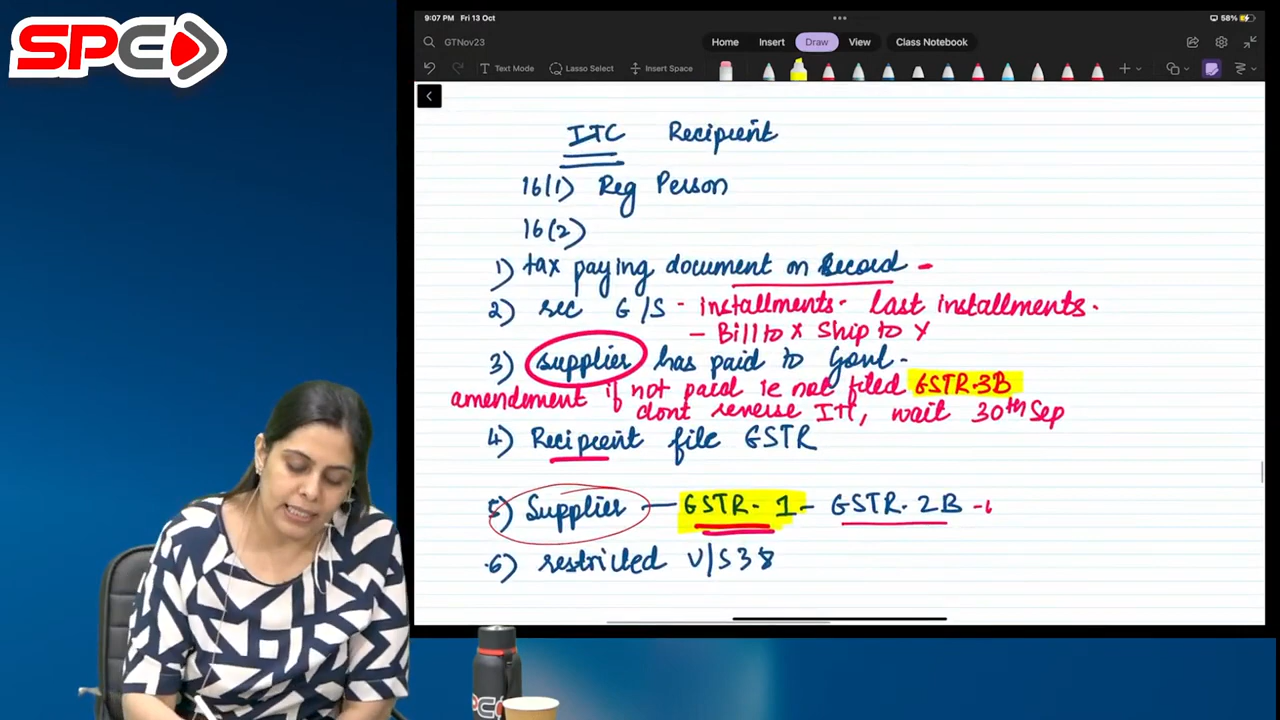 SPC
9:07 PM Fri 13 Oct
58%
GTNov23
Home Insert Draw View Class Notebook
Text Mode Lasso Select Insert Space
ITC Recipient
16(1) Reg Person
16(2)
1) tax paying document on Record -
2) rec G/S - installments - last installments.
- Bill to X Ship to Y
3) supplier has paid to Govt -
amendment if not paid ie not filed GSTR-3B
dont reverse ITC, wait 30th Sep
4) Recipient file GSTR
5) Supplier — GSTR-1 - GSTR-2B -
6) restricted U/S 38
SPC